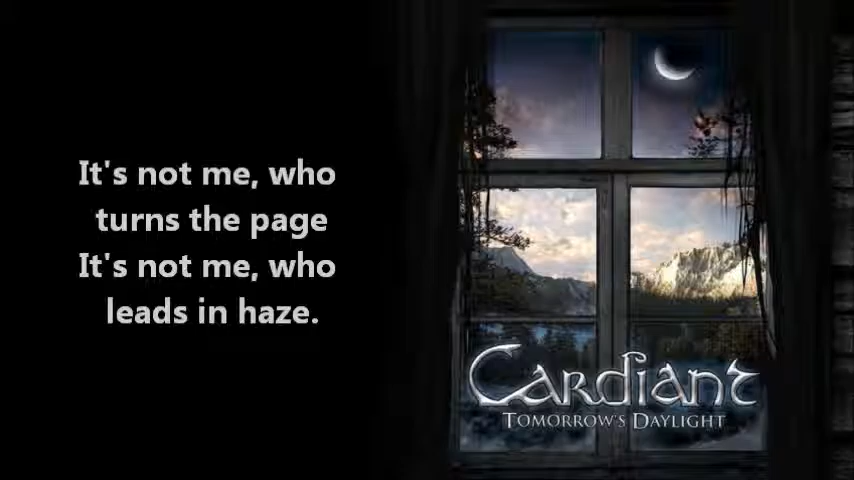 It's not me, who
turns the page
It's not me, who
leads in haze.
Cardiant
Tomorrow's Daylight